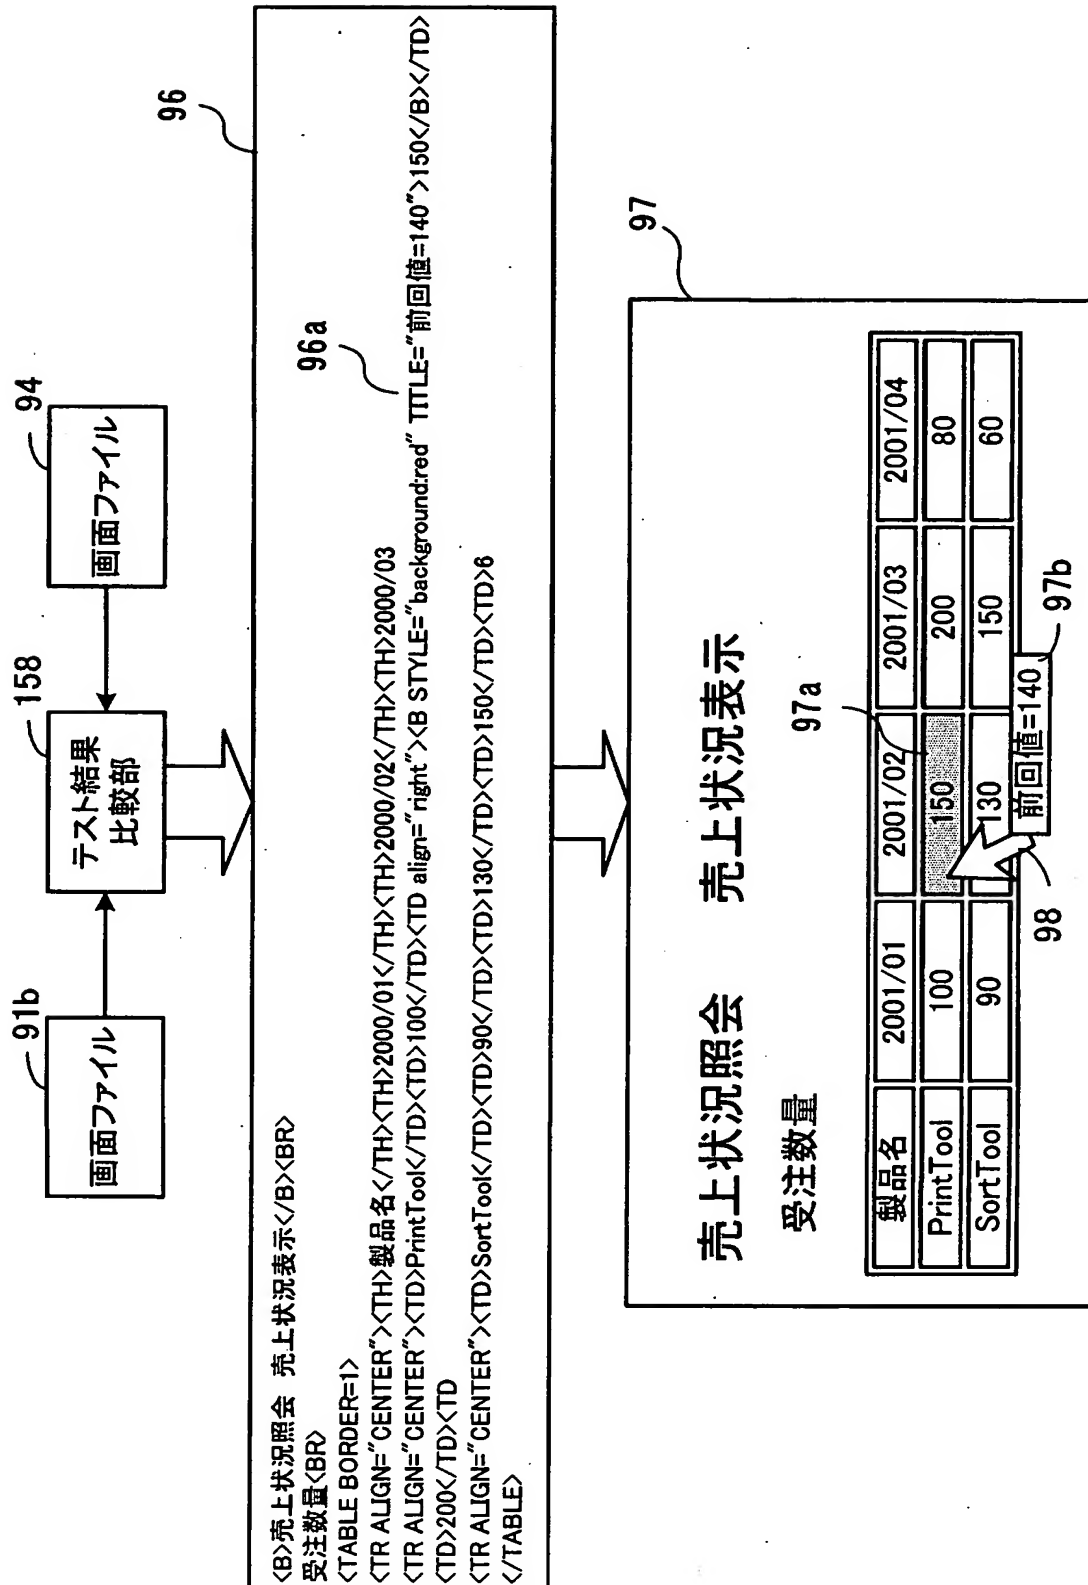 画面ファイル
91b
テスト結果
比較部
158
画面ファイル
94
96
<B>売上状況照会 売上状況表示</B><BR>
受注数量<BR>
<TABLE BORDER=1>
<TR ALIGN="CENTER"><TH>製品名</TH><TH>2000/01</TH><TH>2000/02</TH><TH>2000/03
<TR ALIGN="CENTER"><TD>PrintTool</TD><TD>100</TD><TD align="right"><B STYLE="background:red" TITLE="前回値=140">150</B></TD>
<TD>200</TD><TD
<TR ALIGN="CENTER"><TD>SortTool</TD><TD>90</TD><TD>130</TD><TD>150</TD><TD>6
</TABLE>
96a
97
売上状況照会 売上状況表示
受注数量
97a
製品名 2001/01 2001/02 2001/03 2001/04
PrintTool 100 150 200 80
SortTool 90 130 150 60
前回値=140
97b
98